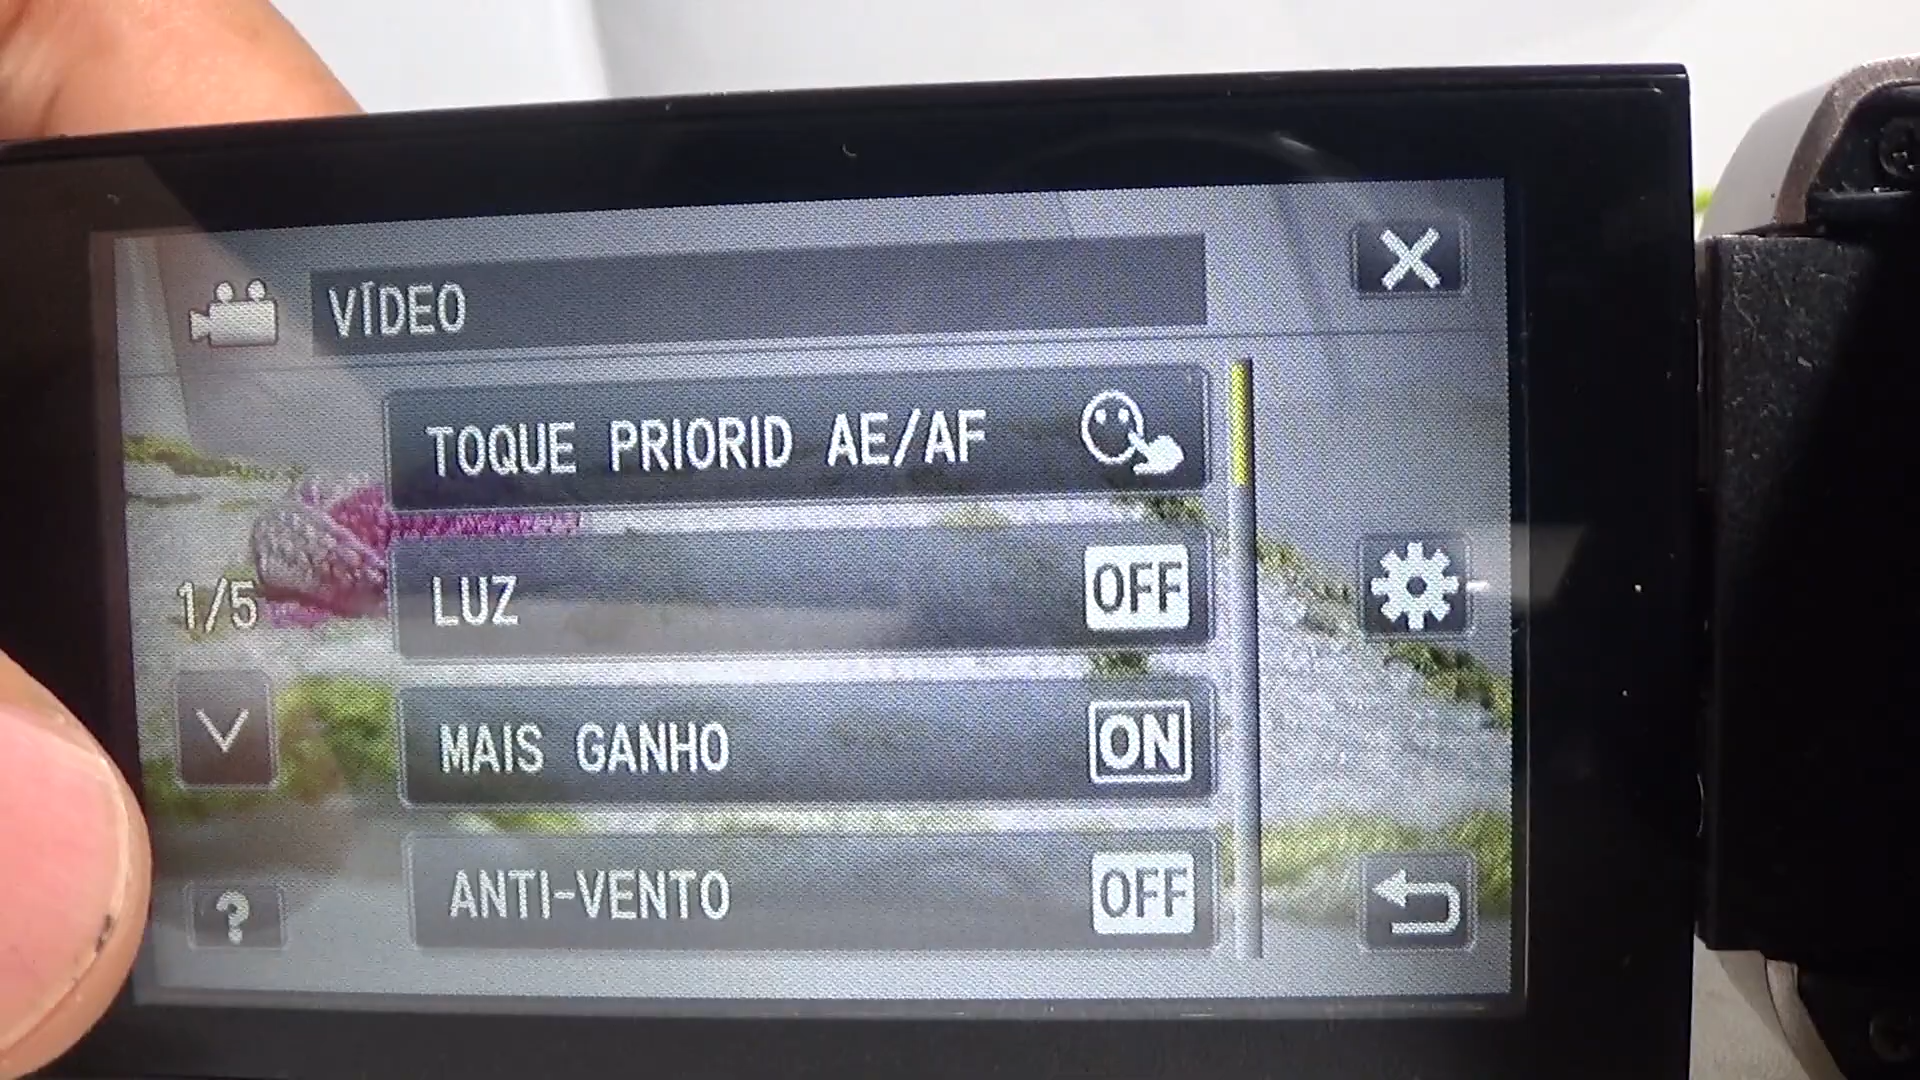 VÍDEO
TOQUE PRIORID AE/AF
LUZ OFF
1/5
MAIS GANHO ON
ANTI-VENTO OFF
?